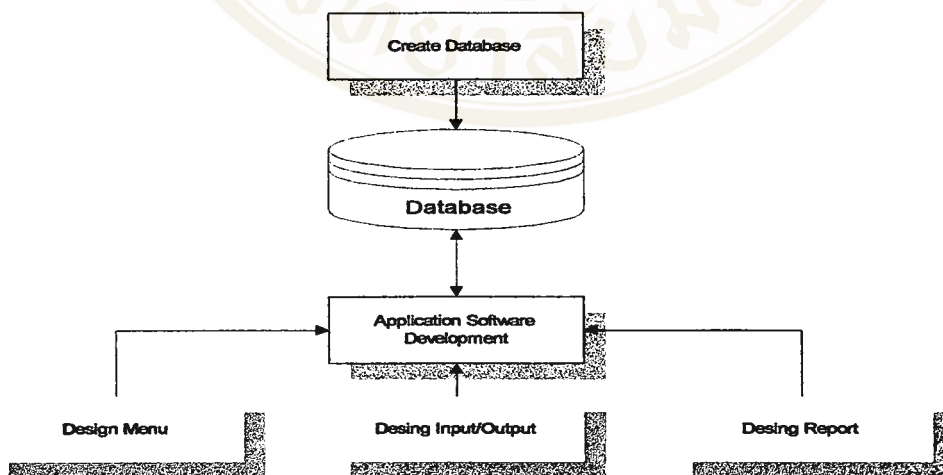 Create Database
Database
Application Software
Development
Design Menu
Desing Input/Output
Desing Report